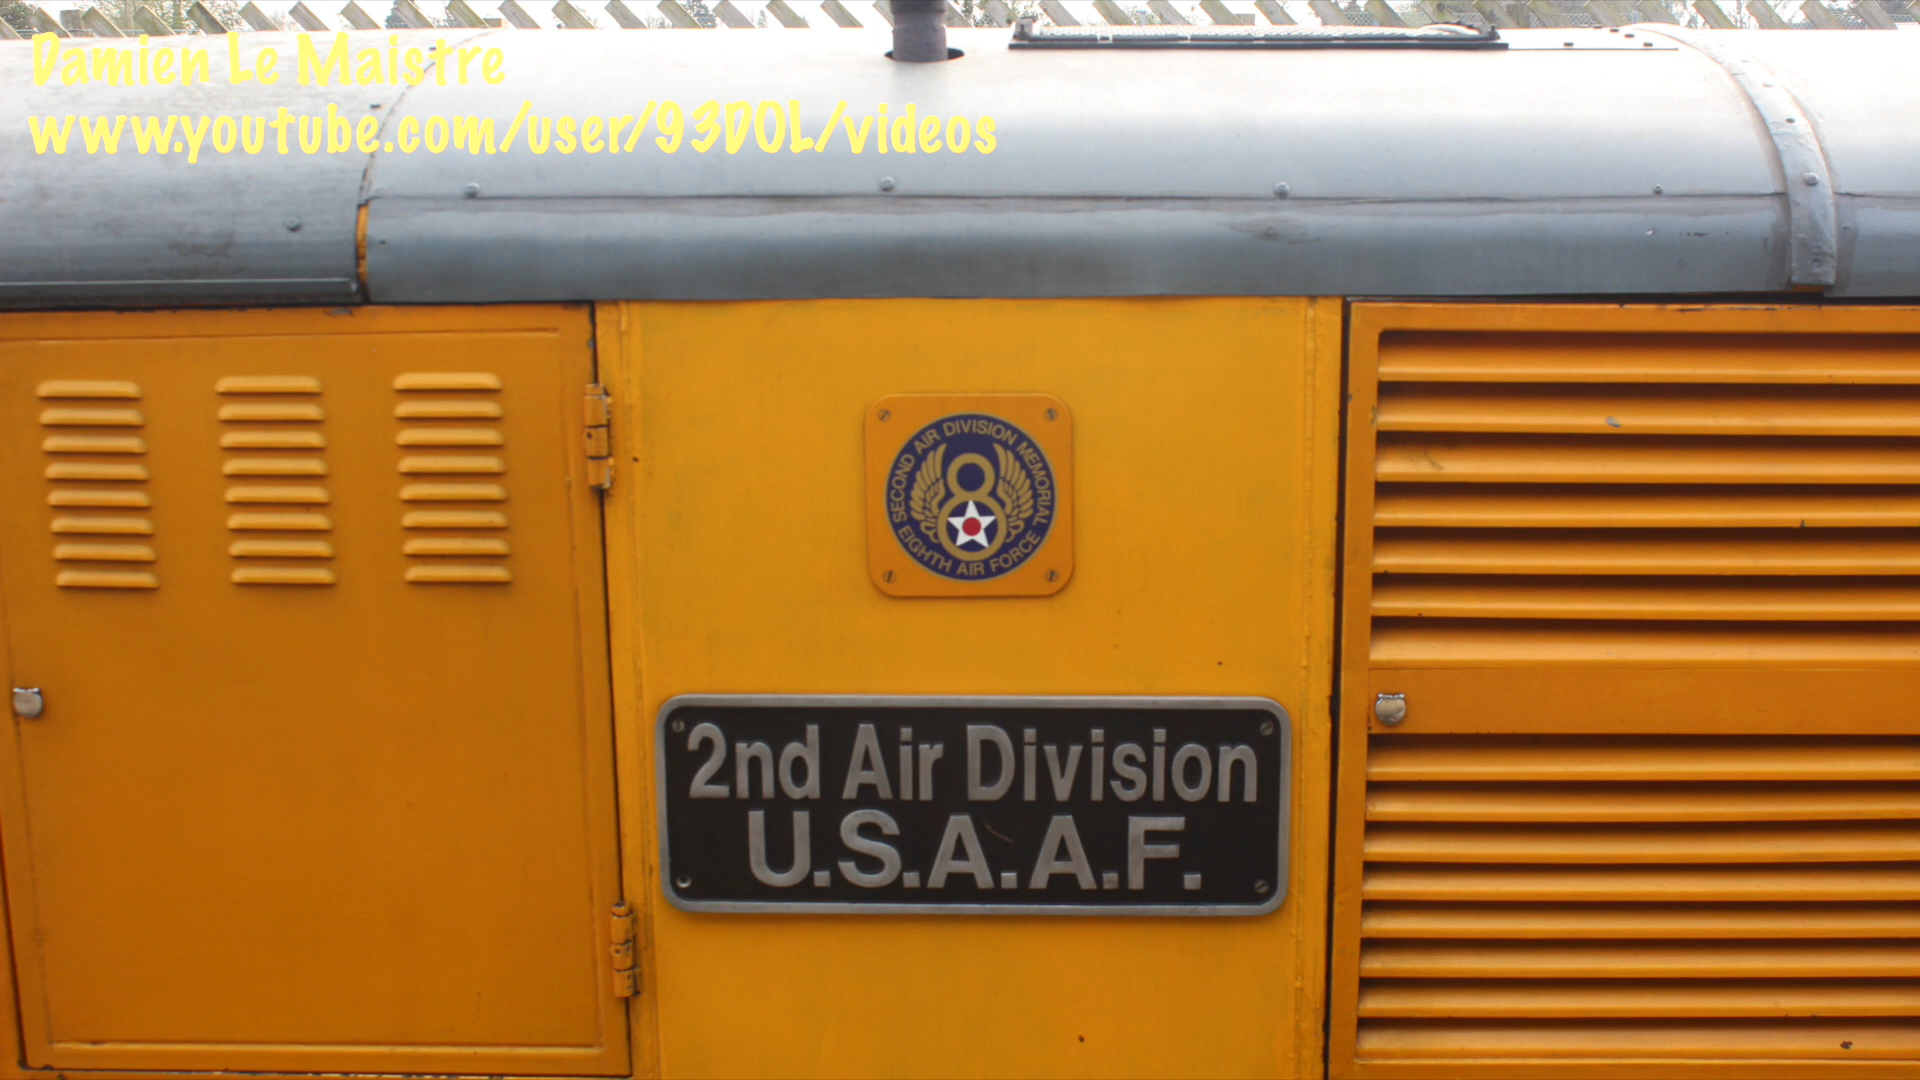 Damien Le Maistre
www.youtube.com/user/93DOL/videos
SECOND AIR DIVISION MEMORIAL
EIGHTH AIR FORCE
8
2nd Air Division
U.S.A.A.F.